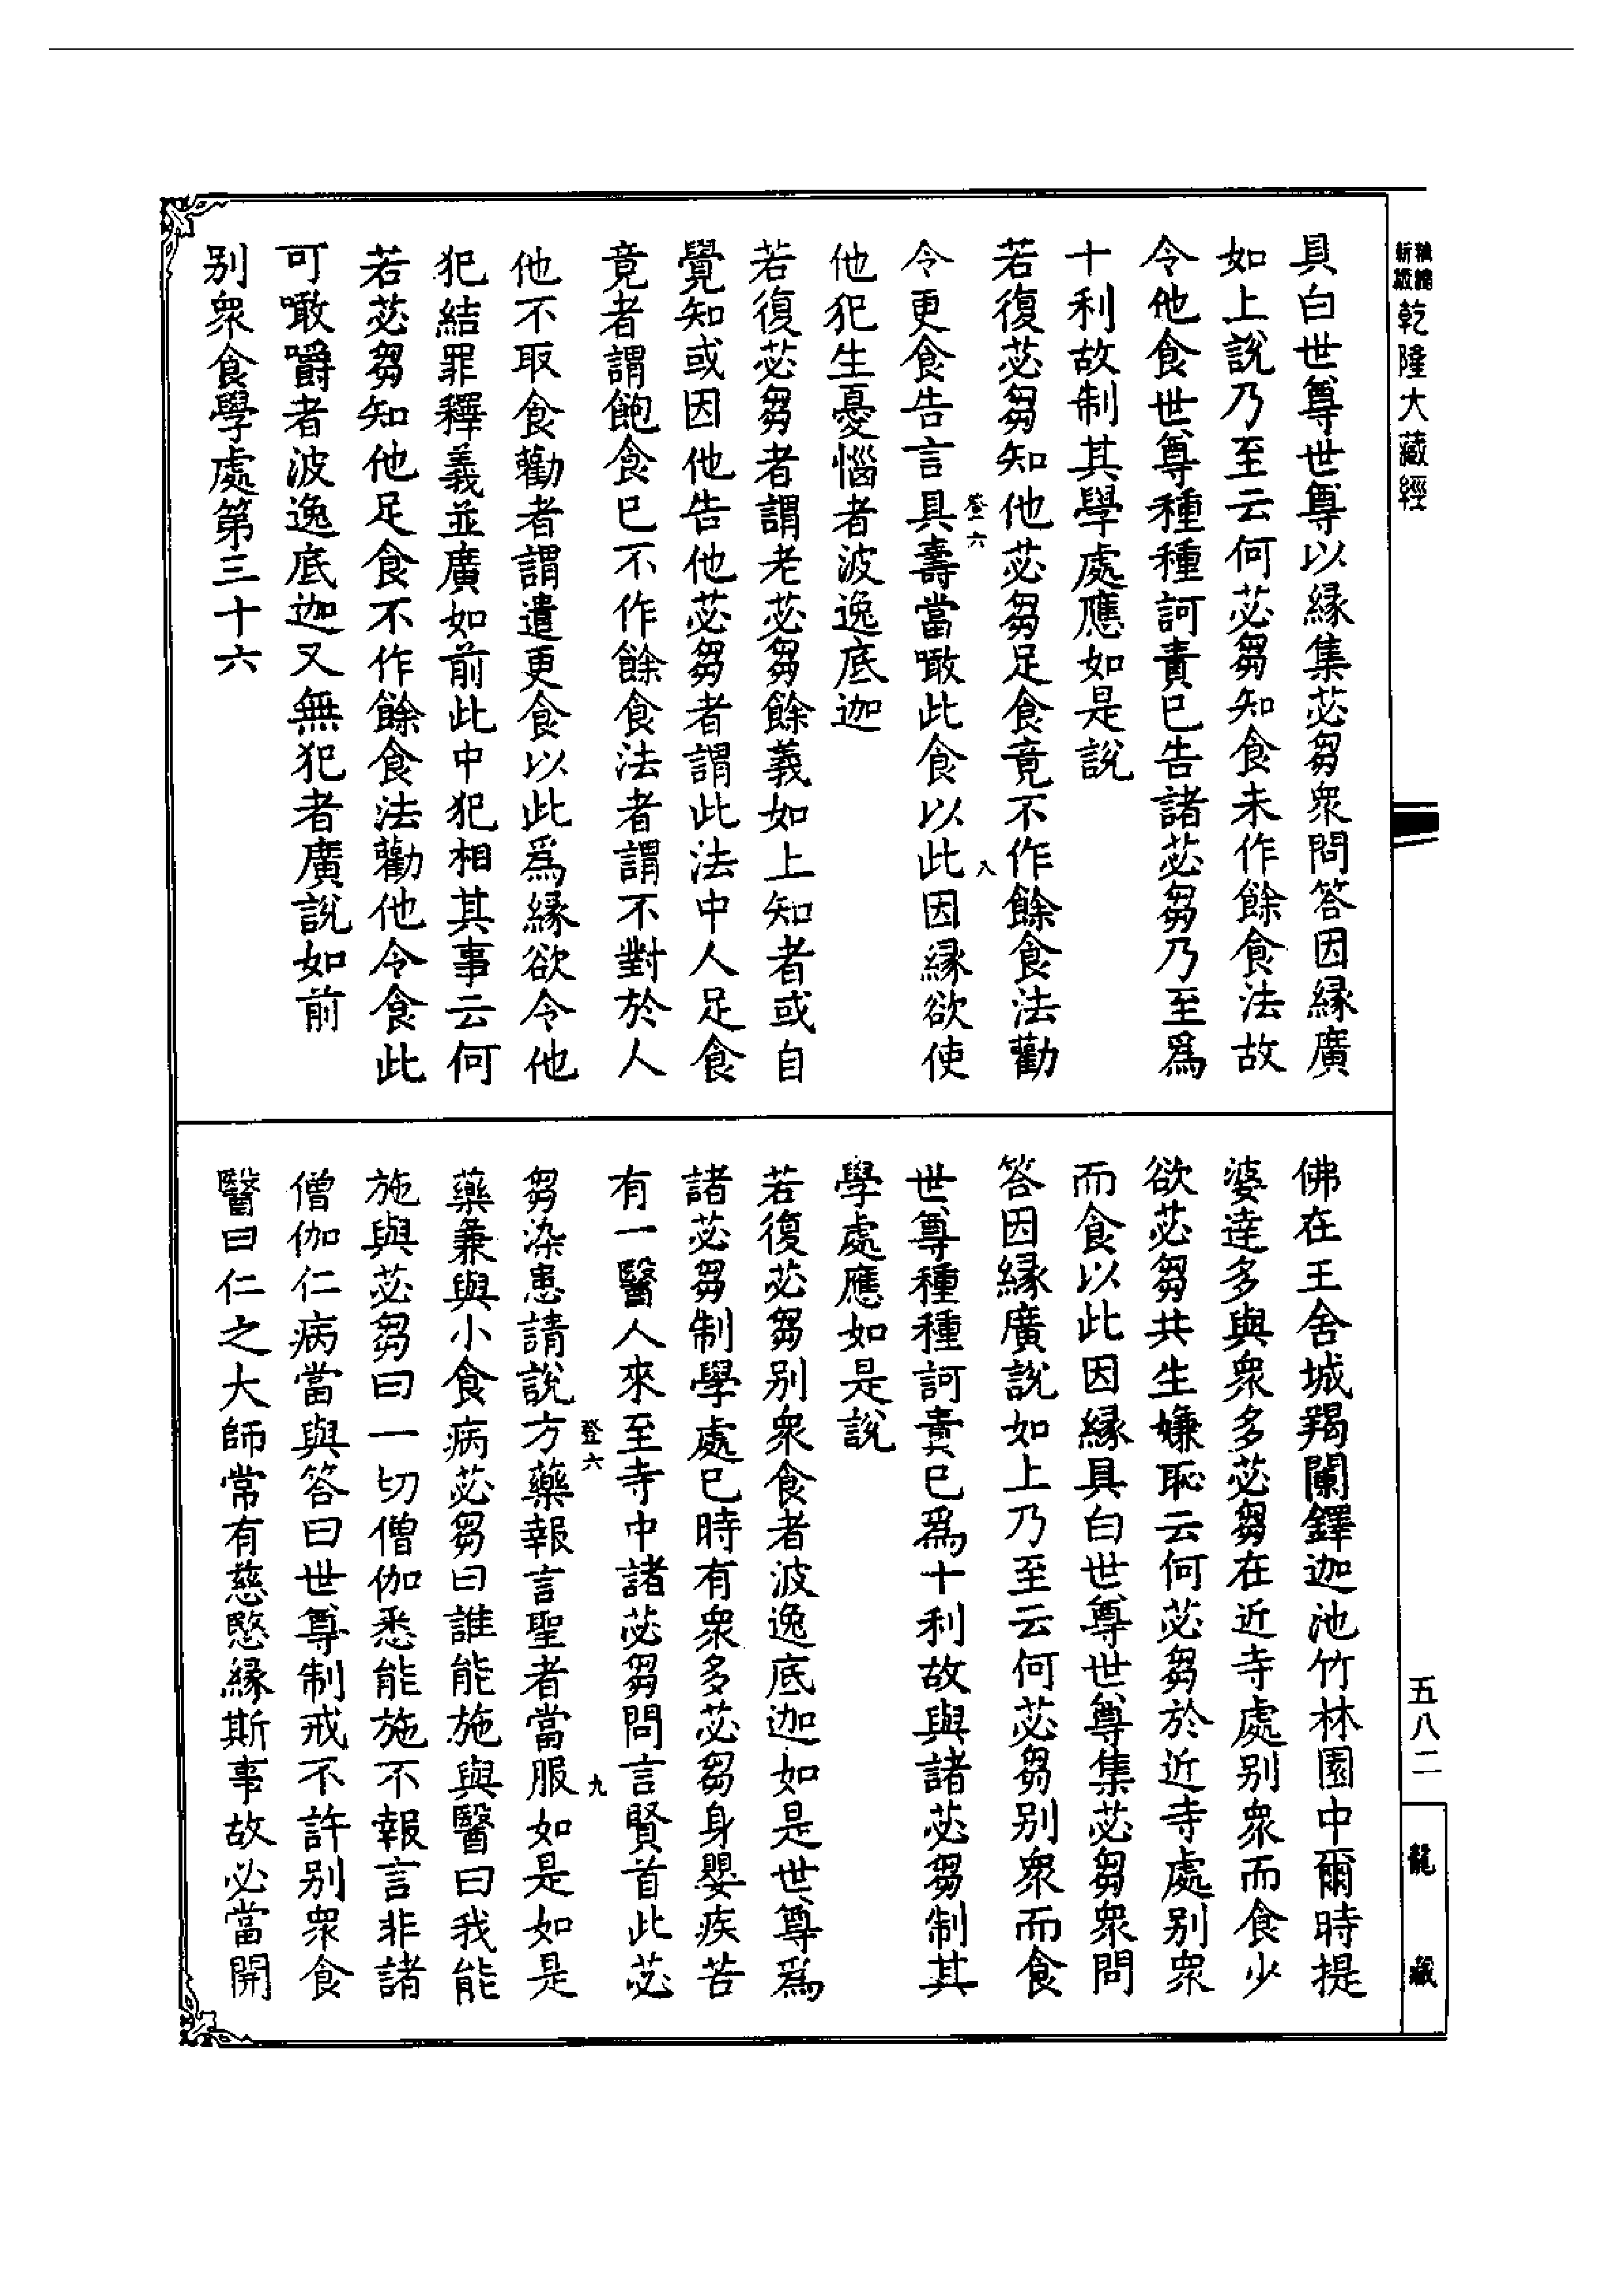 乾隆大藏經
具白世尊世尊以緣集苾芻衆問答因緣廣
如上說乃至云何苾芻知食未作餘食法故
令他食世尊種種訶責已告諸苾芻乃至爲
十利故制其學處應如是說
若復苾芻知他苾芻足食竟不作餘食法勸
登六
八
令更食告言具壽當噉此食以此因緣欲使
他犯生憂惱者波逸底迦
若復苾芻者謂老苾芻餘義如上知者或自
覺知或因他告他苾芻者謂此法中人足食
竟者謂飽食已不作餘食法者謂不對於人
他不取食勸者謂遣更食以此爲緣欲令他
犯結罪釋義並廣如前此中犯相其事云何
若苾芻知他足食不作餘食法勸他令食此
可噉嚼者波逸底迦又無犯者廣說如前
别衆食學處第三十六
佛在王舍城羯闌鐸迦池竹林園中爾時提
婆達多與衆多苾芻在近寺處别衆而食少
欲苾芻共生嫌恥云何苾芻於近寺處别衆
而食以此因緣具白世尊世尊集苾芻衆問
答因緣廣說如上乃至云何苾芻别衆而食
世尊種種訶責已爲十利故與諸苾芻制其
學處應如是說
若復苾芻别衆食者波逸底迦如是世尊爲
諸苾芻制學處已時有衆多苾芻身嬰疾苦
有一醫人來至寺中諸苾芻問言賢首此苾
登六
九
芻染患請說方藥報言聖者當服如是如是
藥兼與小食病苾芻曰誰能施與醫曰我能
施與苾芻曰一切僧伽悉能施不報言非諸
僧伽仁病當與答曰世尊制戒不許别衆食
醫曰仁之大師常有慈愍緣斯事故必當開
五八二
龍藏